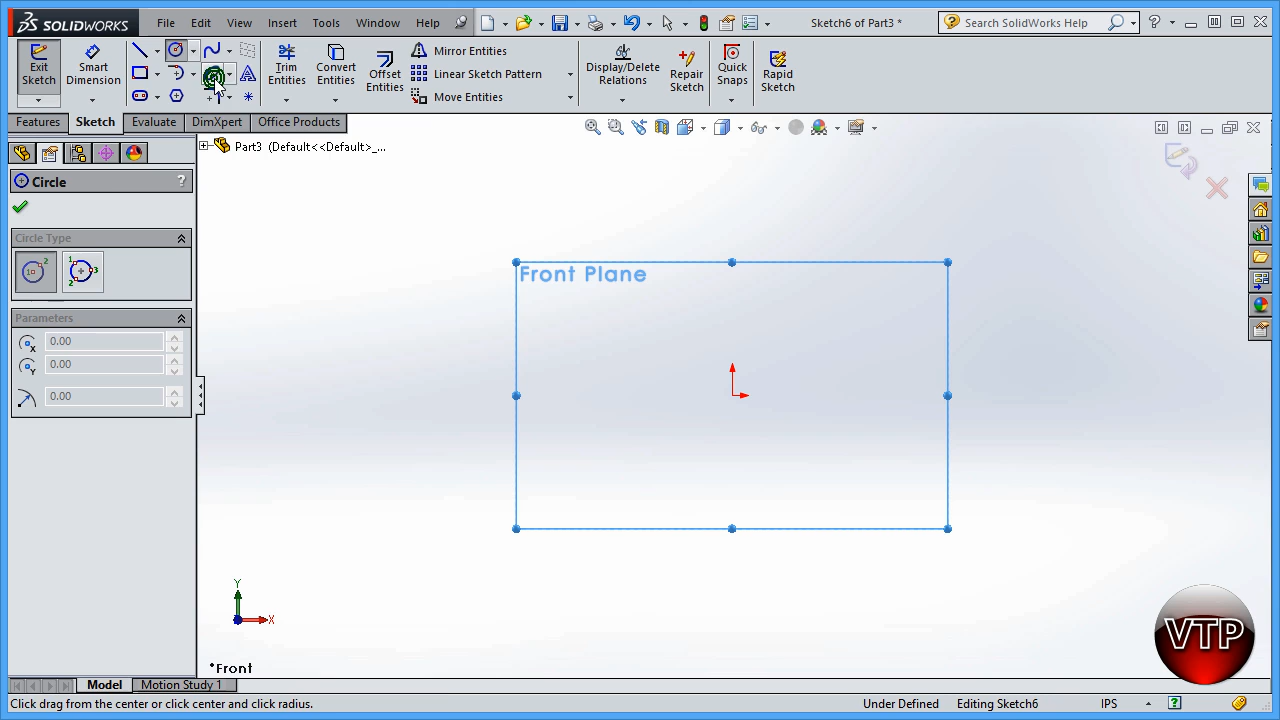 SOLIDWORKS File Edit View Insert Tools Window Help Sketch6 of Part3 * Search SolidWorks Help
Exit Sketch
Smart Dimension
Trim Entities
Convert Entities
Offset Entities
Mirror Entities
Linear Sketch Pattern
Move Entities
Display/Delete Relations
Repair Sketch
Quick Snaps
Rapid Sketch
Features Sketch Evaluate DimXpert Office Products
Part3 (Default<<Default>_...
Circle ?
Circle Type
Parameters
0.00
0.00
0.00
Front Plane
Y
X
*Front
VTP
Model Motion Study 1
Click drag from the center or click center and click radius. Under Defined Editing Sketch6 IPS